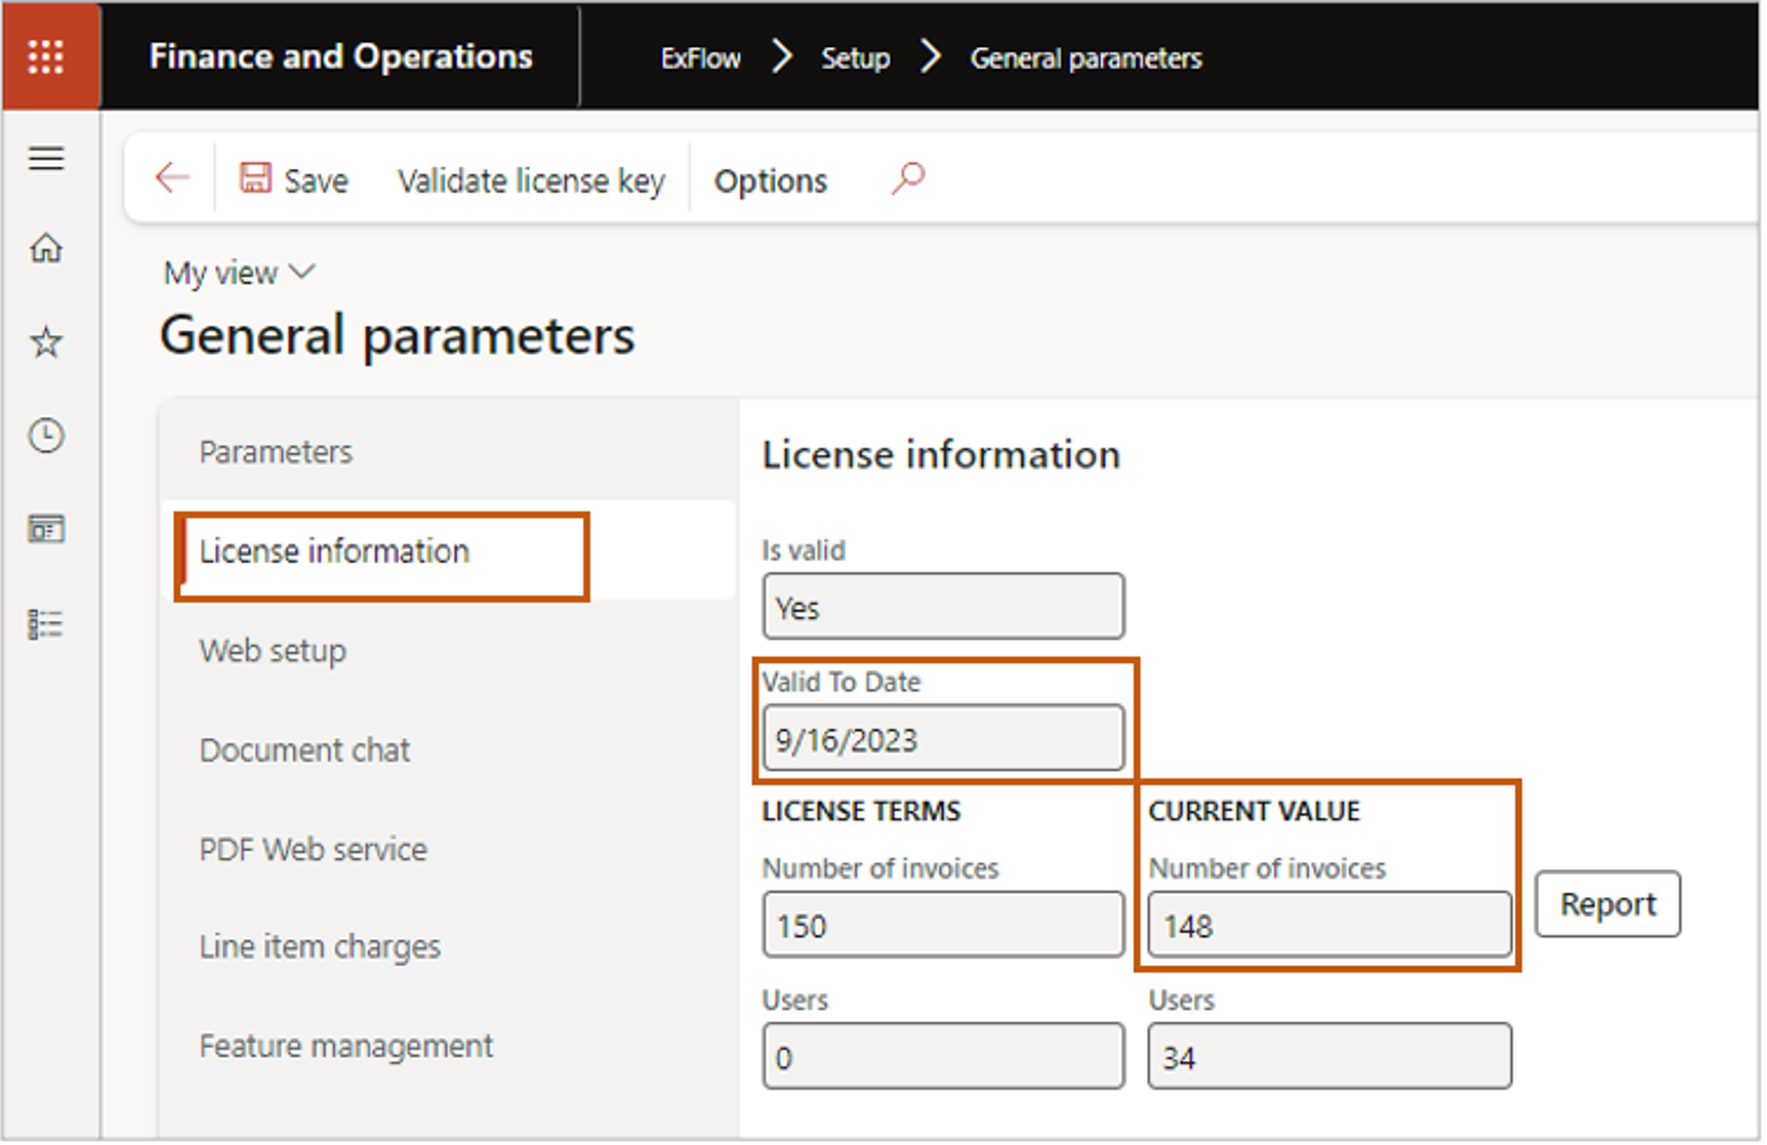 Finance and Operations
ExFlow > Setup > General parameters
Save Validate license key Options
My view
General parameters
Parameters
License information
Web setup
Document chat
PDF Web service
Line item charges
Feature management
License information
Is valid
Yes
Valid To Date
9/16/2023
LICENSE TERMS CURRENT VALUE
Number of invoices Number of invoices
150 148 Report
Users Users
0 34